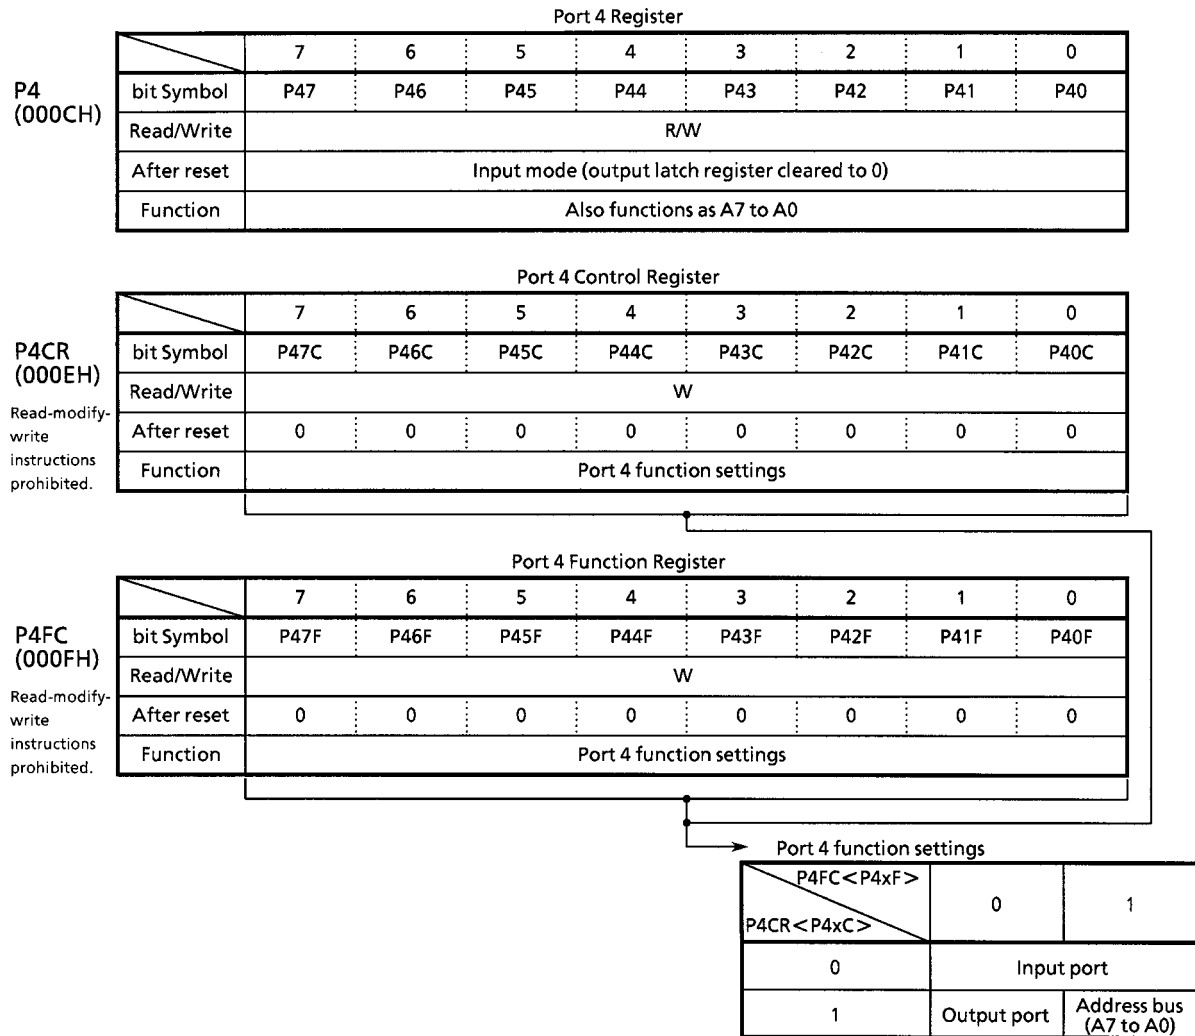 Port 4 Register
7 6 5 4 3 2 1 0
P4
(000CH)
bit Symbol P47 P46 P45 P44 P43 P42 P41 P40
Read/Write R/W
After reset Input mode (output latch register cleared to 0)
Function Also functions as A7 to A0
Port 4 Control Register
7 6 5 4 3 2 1 0
P4CR
(000EH)
bit Symbol P47C P46C P45C P44C P43C P42C P41C P40C
Read/Write W
Read-modify-
write
instructions
prohibited.
After reset 0 0 0 0 0 0 0 0
Function Port 4 function settings
Port 4 Function Register
7 6 5 4 3 2 1 0
P4FC
(000FH)
bit Symbol P47F P46F P45F P44F P43F P42F P41F P40F
Read/Write W
Read-modify-
write
instructions
prohibited.
After reset 0 0 0 0 0 0 0 0
Function Port 4 function settings
Port 4 function settings
P4FC<P4xF> 0 1
P4CR<P4xC>
0 Input port
1 Output port Address bus
(A7 to A0)